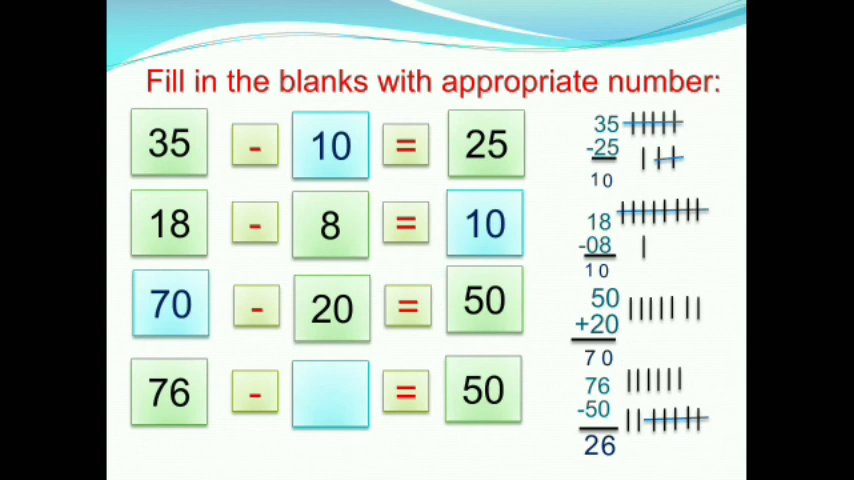 Fill in the blanks with appropriate number:
35 - 10 = 25
35
-25
10
18 - 8 = 10
18
-08
10
70 - 20 = 50
50
+20
70
76 - = 50
76
-50
26